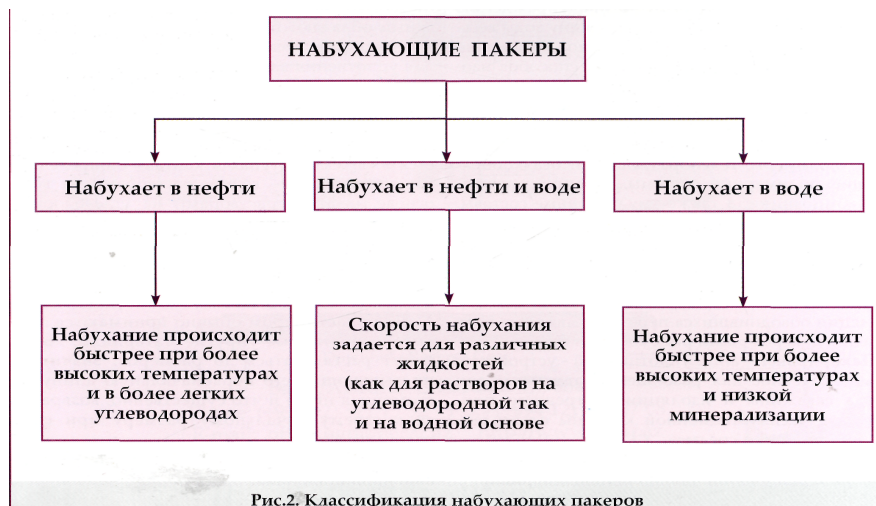 НАБУХАЮЩИЕ ПАКЕРЫ
Набухает в нефти
Набухает в нефти и воде
Набухает в воде
Набухание происходит
быстрее при более
высоких температурах
и в более легких
углеводородах
Скорость набухания
задается для различных
жидкостей
(как для растворов на
углеводородной так
и на водной основе
Набухание происходит
быстрее при более
высоких температурах
и низкой
минерализации
Рис.2. Классификация набухающих пакеров